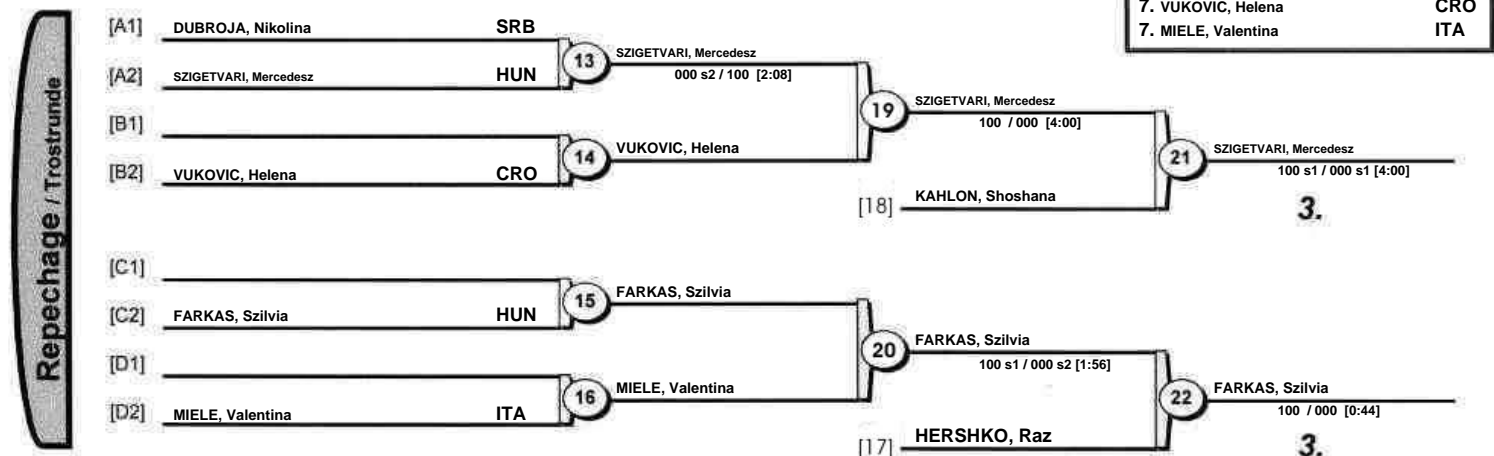 7. VUKOVIC, Helena CRO
7. MIELE, Valentina ITA
Repechage / Trostrunde
[A1] DUBROJA, Nikolina SRB
[A2] SZIGETVARI, Mercedesz HUN
13
SZIGETVARI, Mercedesz
000 s2 / 100 [2:08]
[B1]
[B2] VUKOVIC, Helena CRO
14
VUKOVIC, Helena
19
SZIGETVARI, Mercedesz
100 / 000 [4:00]
[18] KAHLON, Shoshana
21
SZIGETVARI, Mercedesz
100 s1 / 000 s1 [4:00]
3.
[C1]
[C2] FARKAS, Szilvia HUN
15
FARKAS, Szilvia
[D1]
[D2] MIELE, Valentina ITA
16
MIELE, Valentina
20
FARKAS, Szilvia
100 s1 / 000 s2 [1:56]
[17] HERSHKO, Raz
22
FARKAS, Szilvia
100 / 000 [0:44]
3.